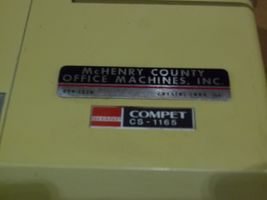 McHENRY COUNTY
OFFICE MACHINES, INC.
COMPET
CS-1165